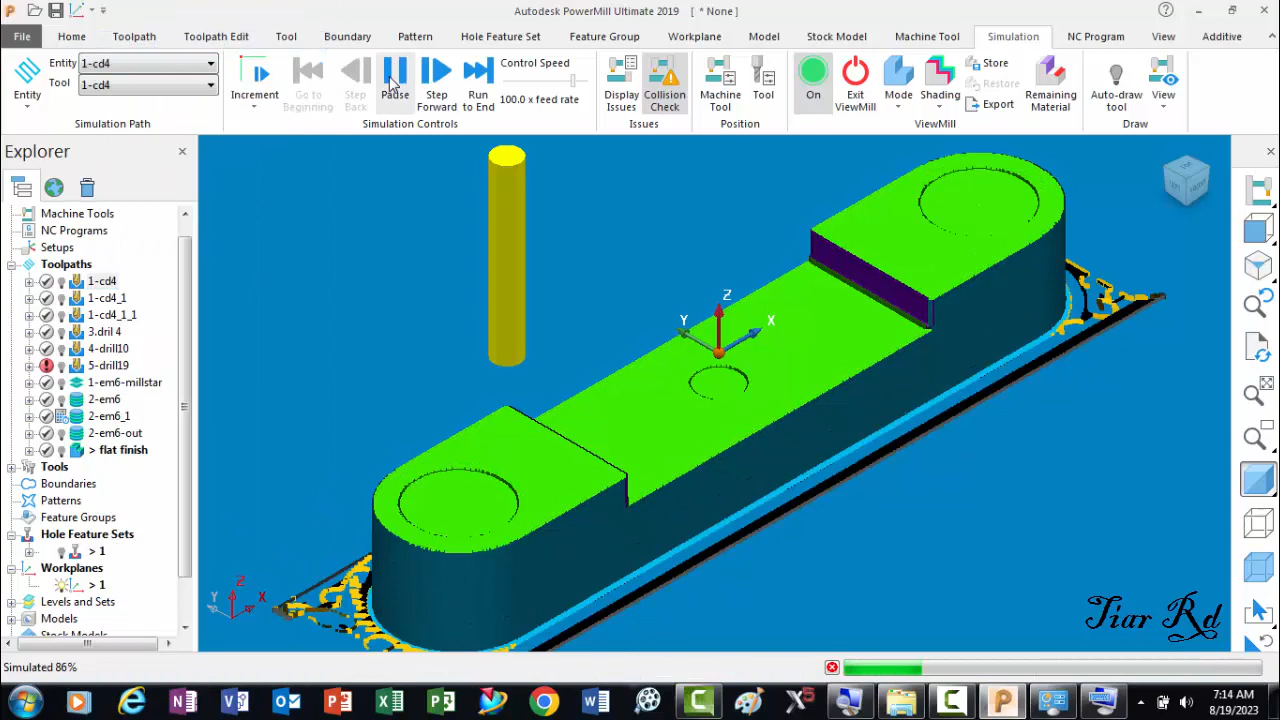 Autodesk PowerMill Ultimate 2019 [ * None ]
File Home Toolpath Toolpath Edit Tool Boundary Pattern Hole Feature Set Feature Group Workplane Model Stock Model Machine Tool Simulation NC Program View Additive
Entity 1-cd4
Tool 1-cd4
Entity
Simulation Path
Increment
Go to Beginning
Step Back
Pause
Step Forward
Run to End
Control Speed
100.0 x feed rate
Simulation Controls
Display Issues
Collision Check
Issues
Machine Tool
Tool
Position
On
Exit ViewMill
Mode
Shading
Store
Restore
Export
Remaining Material
ViewMill
Auto-draw tool
View
Draw
Explorer
Machine Tools
NC Programs
Setups
Toolpaths
1-cd4
1-cd4_1
1-cd4_1_1
3.dril 4
4-drill10
5-drill19
1-em6-millstar
2-em6
2-em6_1
2-em6-out
> flat finish
Tools
Boundaries
Patterns
Feature Groups
Hole Feature Sets
> 1
Workplanes
> 1
Levels and Sets
Models
Stock Models
Z
Y
X
Z
Y
X
Tiar Rd
Simulated 86%
7:14 AM
8/19/2023